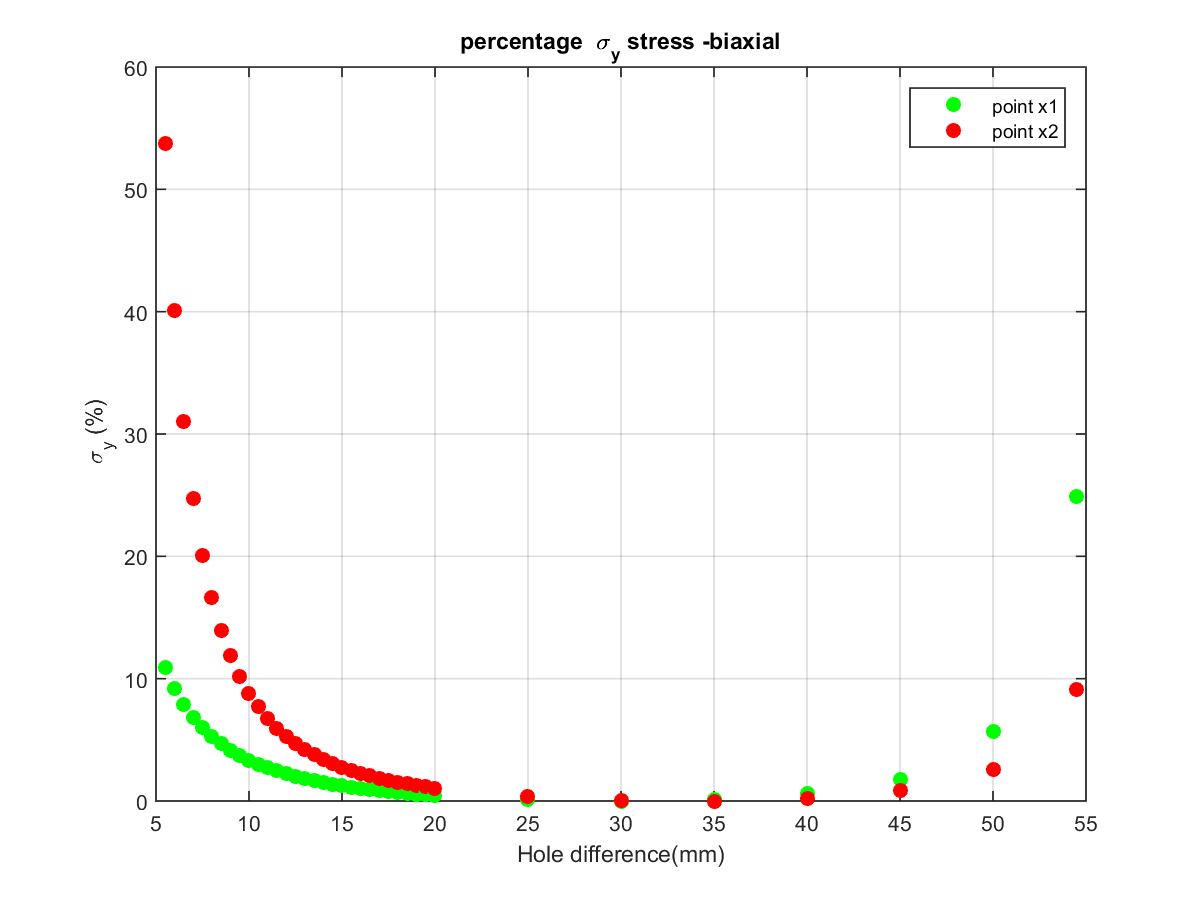 percentage σy stress -biaxial
point x1
point x2
σy (%)
60
50
40
30
20
10
0
5 10 15 20 25 30 35 40 45 50 55
Hole difference(mm)